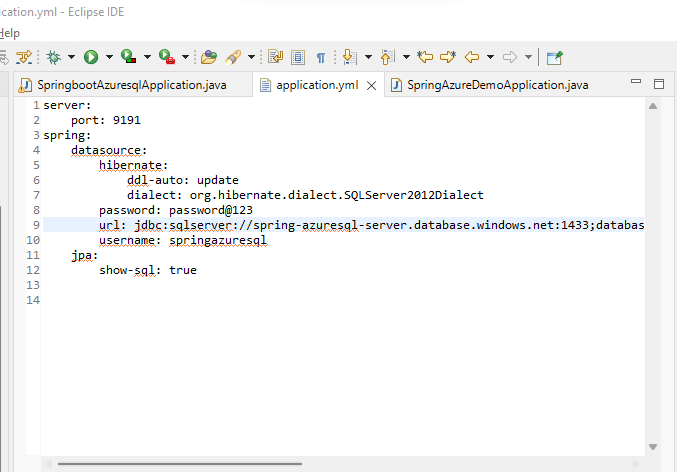 cation.yml - Eclipse IDE
Help
SpringbootAzuresqlApplication.java
application.yml
SpringAzureDemoApplication.java
1 server:
2     port: 9191
3 spring:
4     datasource:
5         hibernate:
6             ddl-auto: update
7             dialect: org.hibernate.dialect.SQLServer2012Dialect
8         password: password@123
9         url: jdbc:sqlserver://spring-azuresql-server.database.windows.net:1433;databas
10         username: springazuresql
11     jpa:
12         show-sql: true
13
14